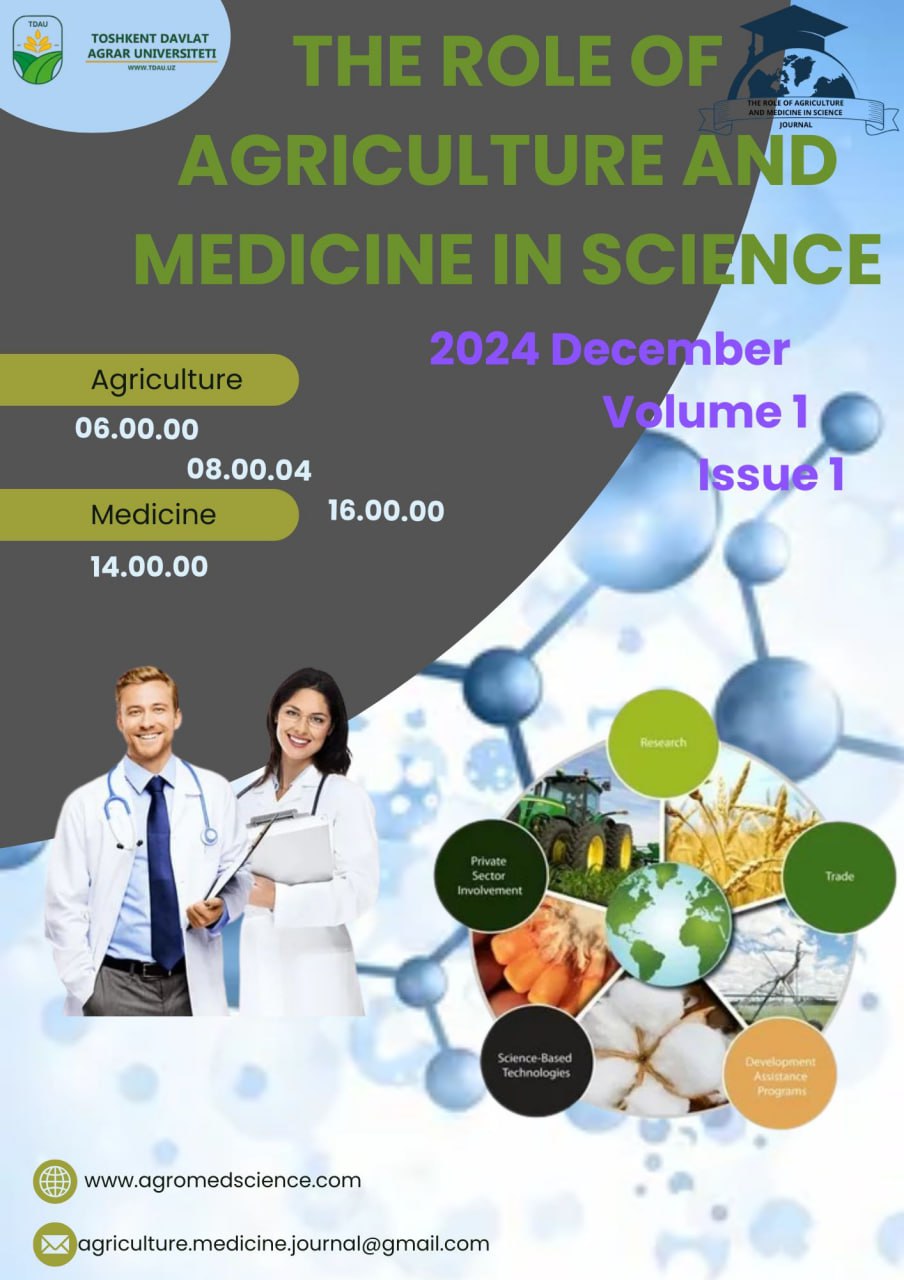 TDAU
TOSHKENT DAVLAT
AGRAR UNIVERSITETI
WWW.TDAU.UZ
THE ROLE OF
AGRICULTURE AND
MEDICINE IN SCIENCE
THE ROLE OF AGRICULTURE
AND MEDICINE IN SCIENCE
JOURNAL
2024 December
Volume 1
Issue 1
Agriculture
06.00.00
08.00.04
Medicine
16.00.00
14.00.00
Research
Private
Sector
Involvement
Trade
Science-Based
Technologies
Development
Assistance
Programs
www.agromedscience.com
agriculture.medicine.journal@gmail.com